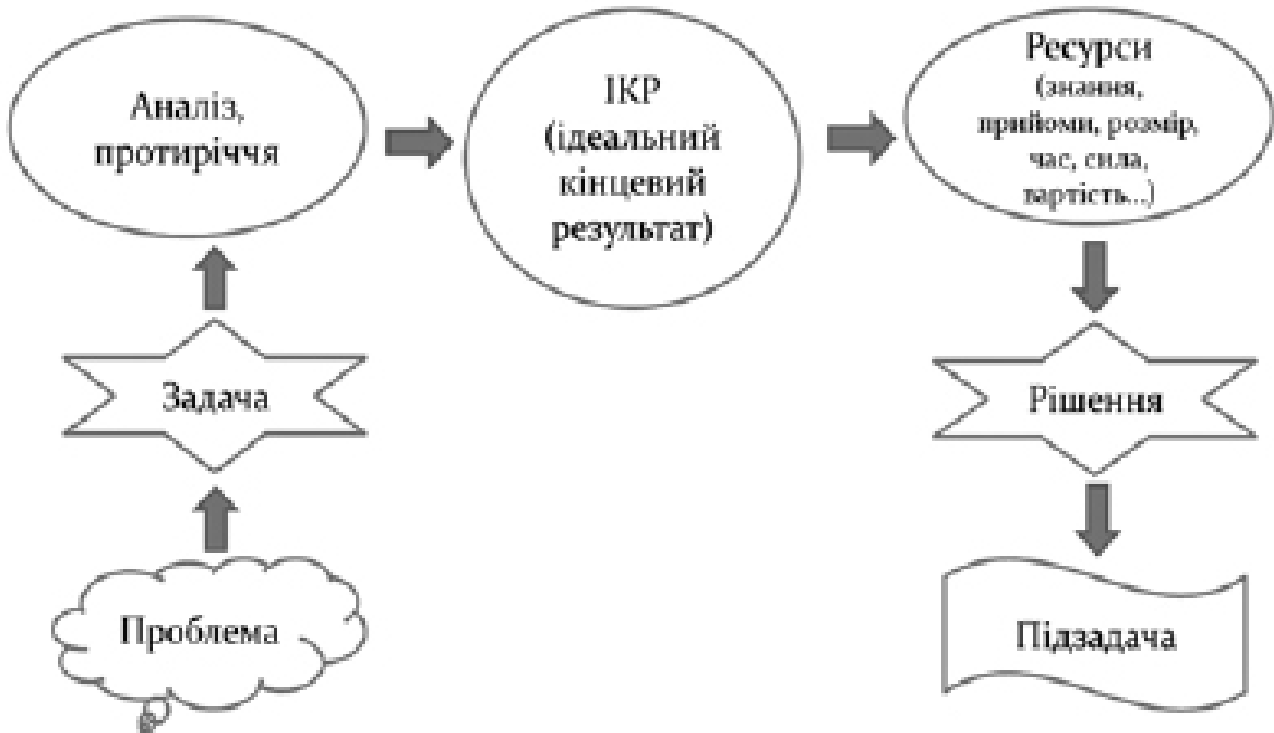 Аналіз,
протиріччя
ІКР
(ідеальний
кінцевий
результат)
Ресурси
(знання,
прийоми, розмір,
час, сила,
вартість...)
Задача
Рішення
Проблема
Підзадача